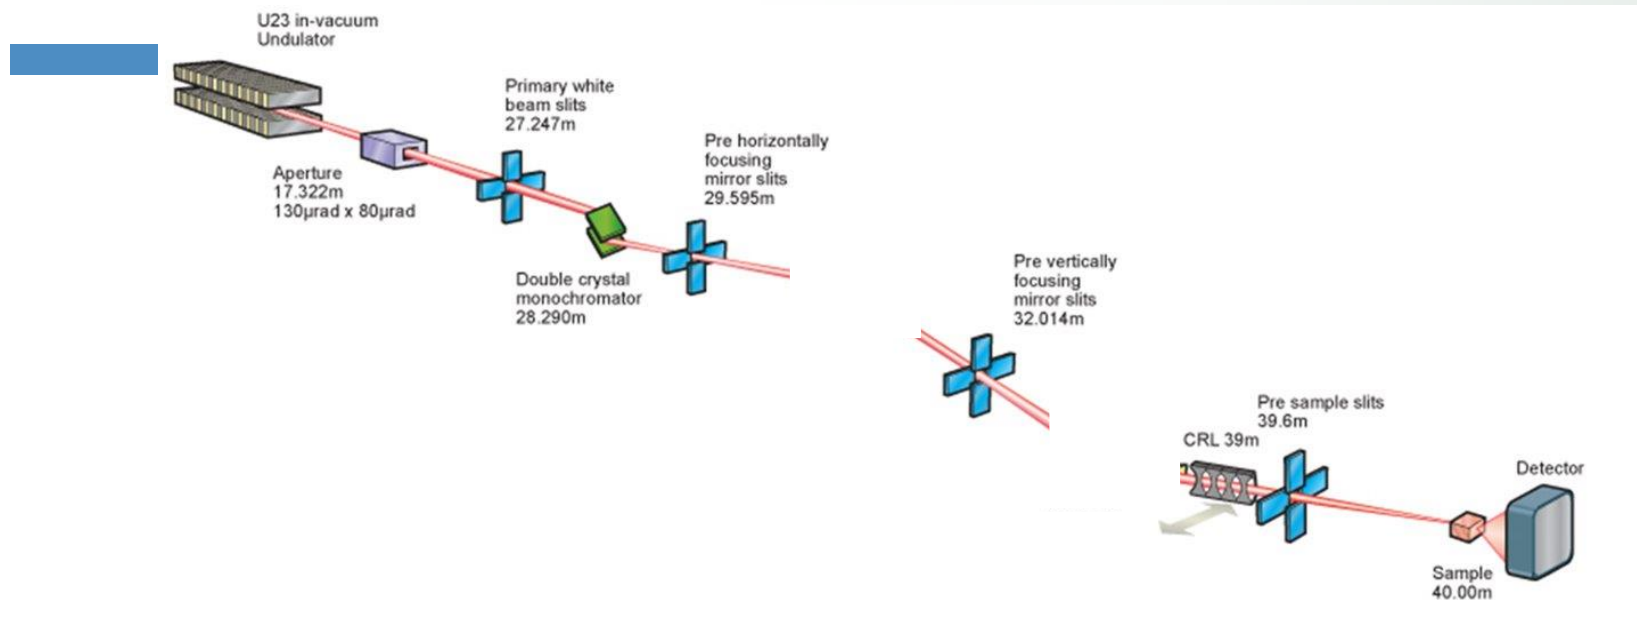 U23 in-vacuum
Undulator
Primary white
beam slits
27.247m
Pre horizontally
focusing
mirror slits
29.595m
Aperture
17.322m
130µrad x 80µrad
Double crystal
monochromator
28.290m
Pre vertically
focusing
mirror slits
32.014m
Pre sample slits
39.6m
CRL 39m
Detector
Sample
40.00m